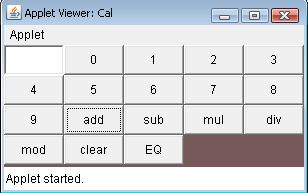 Applet Viewer: Cal
Applet
0 1 2 3
4 5 6 7 8
9 add sub mul div
mod clear EQ
Applet started.